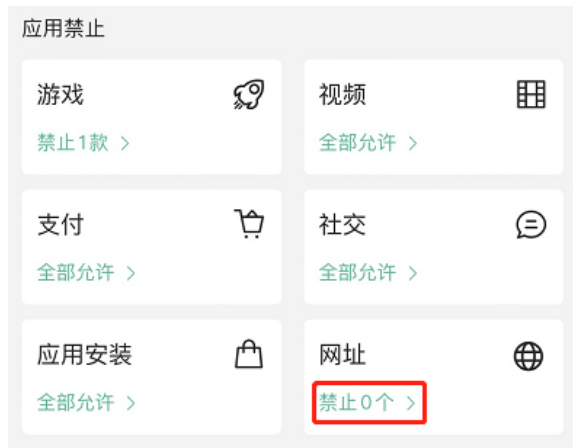 应用禁止
游戏
视频
禁止1款 >
全部允许 >
支付
社交
全部允许 >
全部允许 >
应用安装
网址
全部允许 >
禁止0个 >